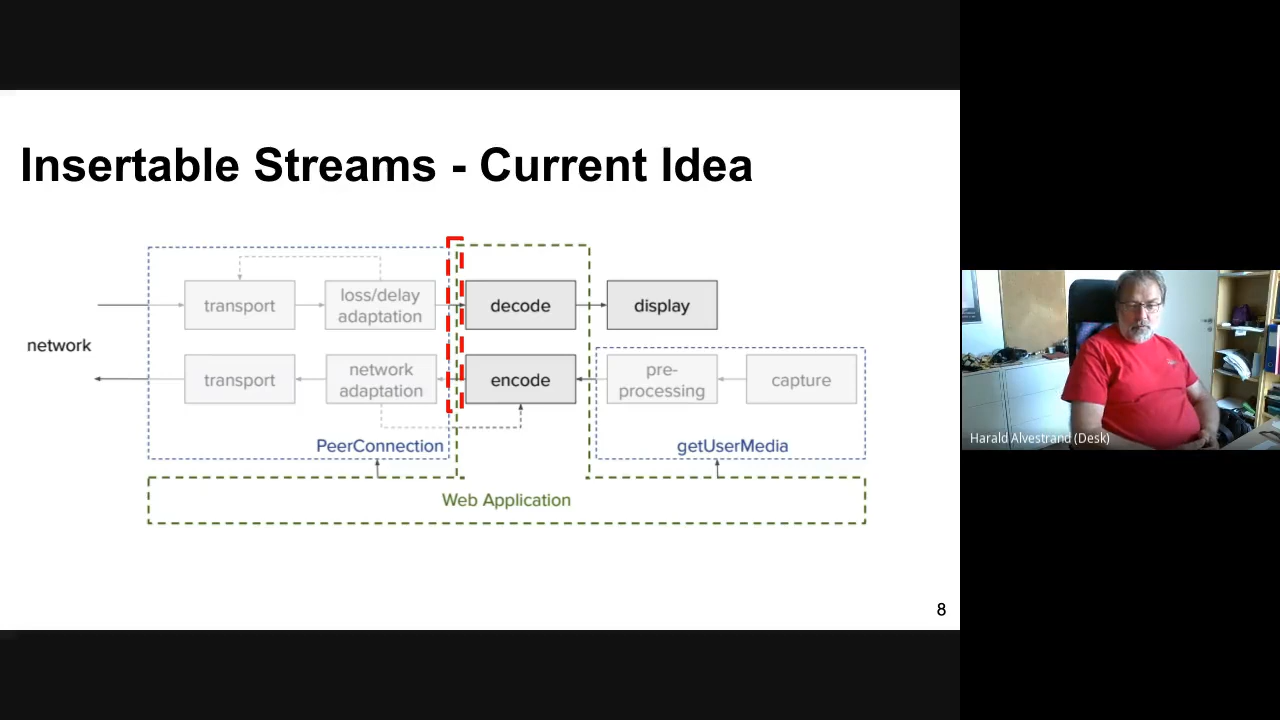 Insertable Streams - Current Idea
transport
loss/delay
adaptation
decode
display
network
transport
network
adaptation
encode
pre-
processing
capture
PeerConnection
getUserMedia
Web Application
8
Harald Alvestrand (Desk)